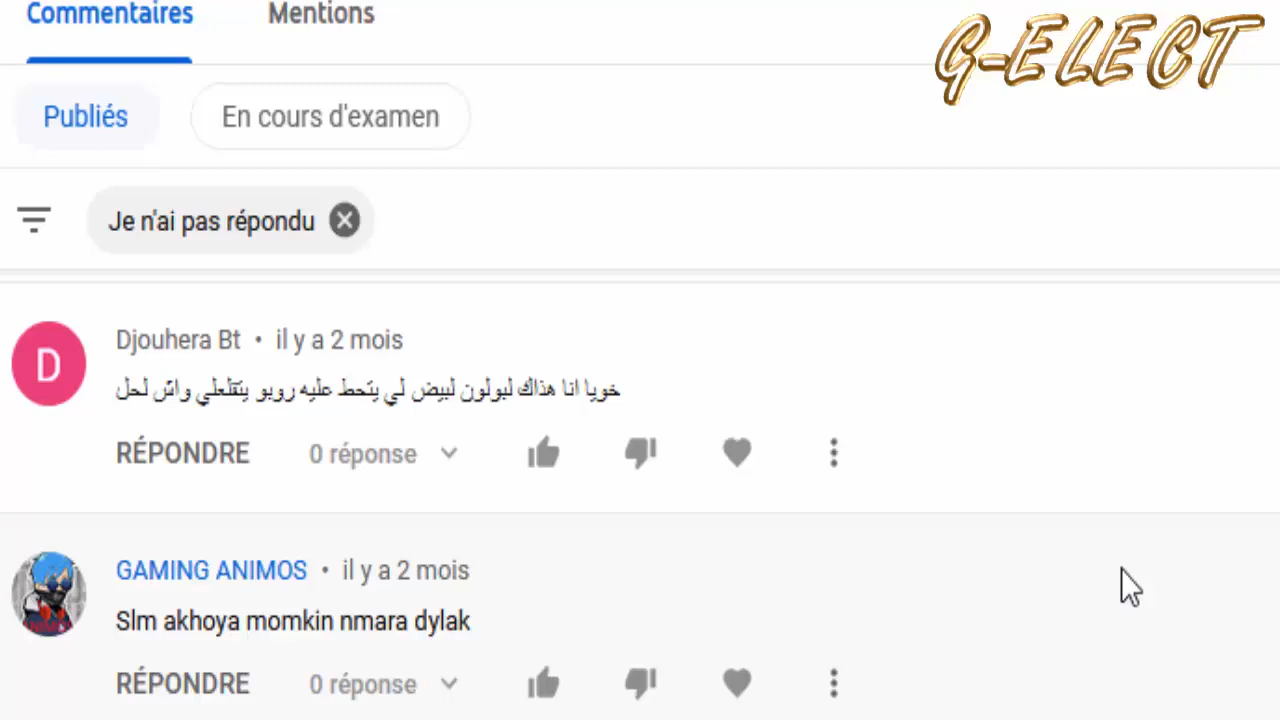 Commentaires Mentions
G-ELECT
Publiés En cours d'examen
Je n'ai pas répondu
D
Djouhera Bt • il y a 2 mois
خويا انا هذاك لبولون لبيض لي يتحط عليه روبو يتقلعلي واش لحل
RÉPONDRE 0 réponse
GAMING ANIMOS • il y a 2 mois
Slm akhoya momkin nmara dylak
RÉPONDRE 0 réponse